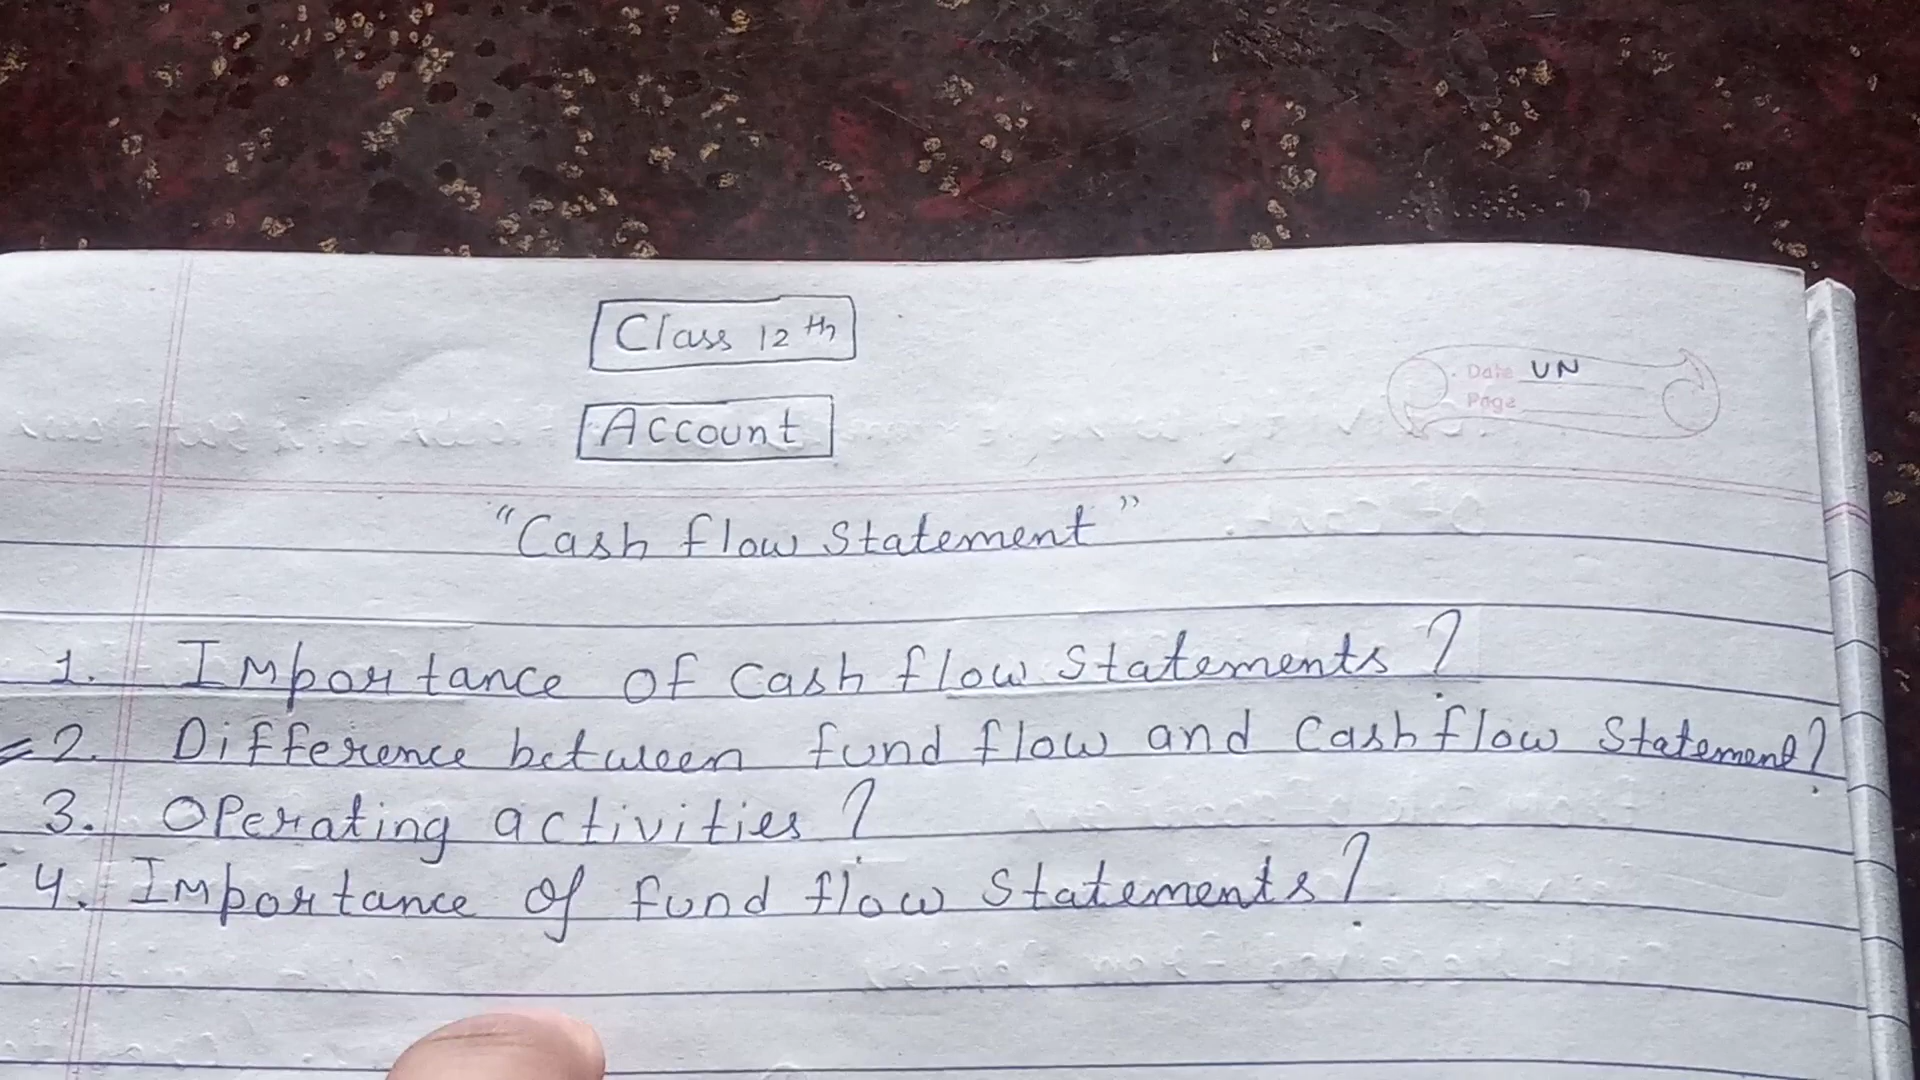 Class 12th
Date UN
Page
Account
"Cash flow Statement"
1. Importance of Cash flow Statements?
2. Difference between fund flow and Cash flow Statement?
3. Operating activities?
4. Importance of fund flow Statements?